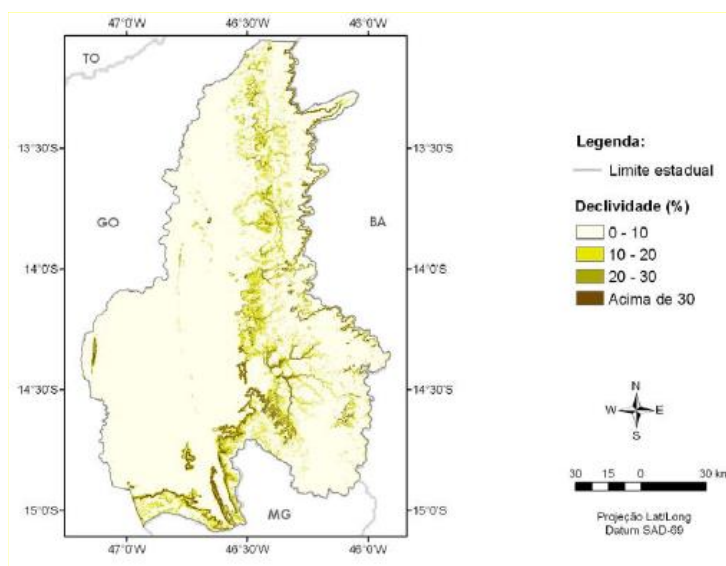 47°0'W 46°30'W 46°0'W
TO
13°30'S 13°30'S
GO
BA
14°0'S 14°0'S
14°30'S 14°30'S
15°0'S 15°0'S
MG
47°0'W 46°30'W 46°0'W
Legenda:
Limite estadual
Declividade (%)
0 - 10
10 - 20
20 - 30
Acima de 30
N
W E
S
30 15 0 30 km
Projeção Lat/Long
Datum SAD-69